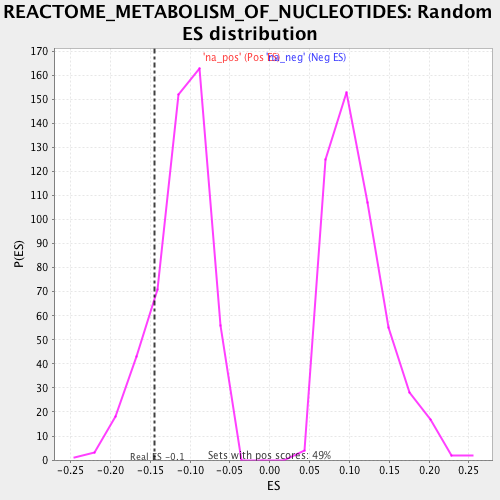 REACTOME_METABOLISM_OF_NUCLEOTIDES: Random
ES distribution
'na_pos' (Pos ES) 'na_neg' (Neg ES)
170
160
150
140
130
120
110
100
90
80
70
60
50
40
30
20
10
0
P(ES)
Real ES -0.1
Sets with pos scores: 49%
-0.25 -0.20 -0.15 -0.10 -0.05 0.00 0.05 0.10 0.15 0.20 0.25
ES